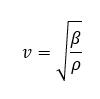 v = √(β/ρ)